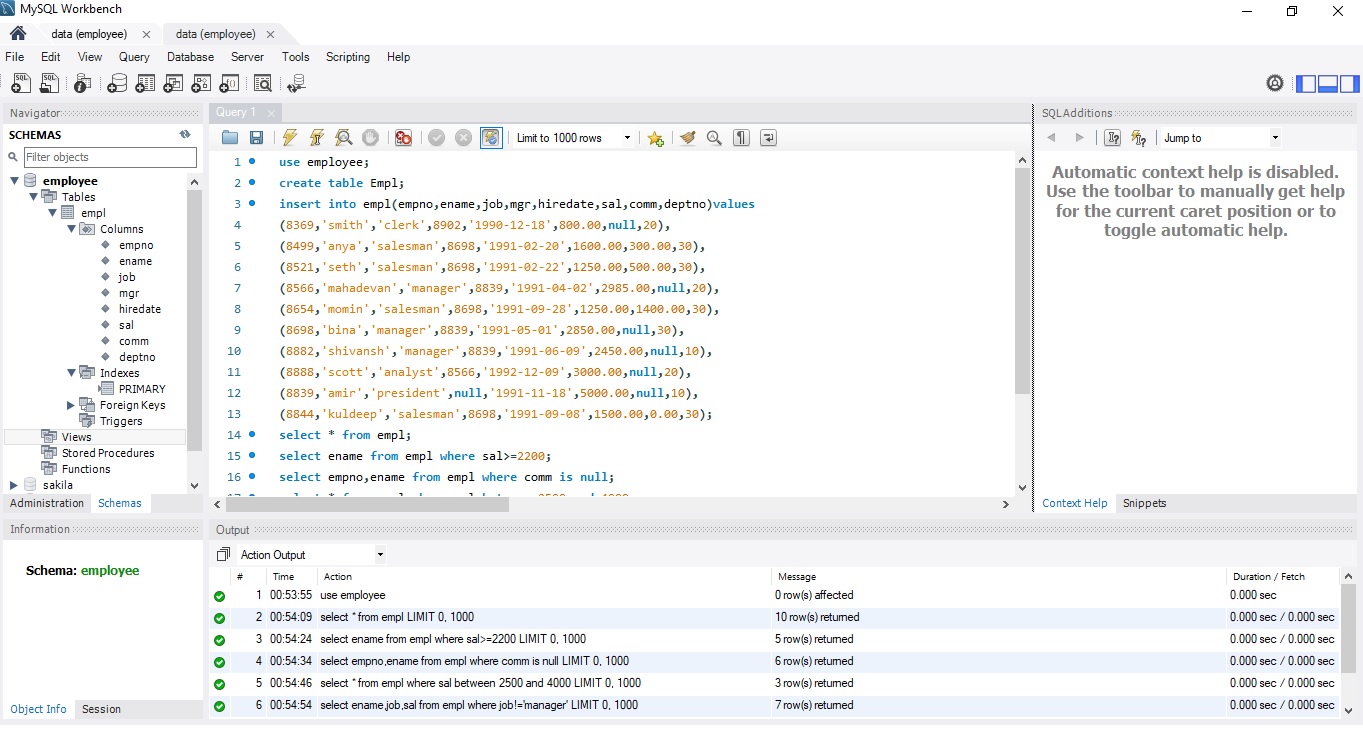 MySQL Workbench
data (employee)
data (employee)
File Edit View Query Database Server Tools Scripting Help
Navigator
SCHEMAS
Filter objects
employee
Tables
empl
Columns
empno
ename
job
mgr
hiredate
sal
comm
deptno
Indexes
PRIMARY
Foreign Keys
Triggers
Views
Stored Procedures
Functions
sakila
Administration Schemas
Information
Schema: employee
Object Info Session
Query 1
Limit to 1000 rows
1 use employee;
2 create table Empl;
3 insert into empl(empno,ename,job,mgr,hiredate,sal,comm,deptno)values
4 (8369,'smith','clerk',8902,'1990-12-18',800.00,null,20),
5 (8499,'anya','salesman',8698,'1991-02-20',1600.00,300.00,30),
6 (8521,'seth','salesman',8698,'1991-02-22',1250.00,500.00,30),
7 (8566,'mahadevan','manager',8839,'1991-04-02',2985.00,null,20),
8 (8654,'momin','salesman',8698,'1991-09-28',1250.00,1400.00,30),
9 (8698,'bina','manager',8839,'1991-05-01',2850.00,null,30),
10 (8882,'shivansh','manager',8839,'1991-06-09',2450.00,null,10),
11 (8888,'scott','analyst',8566,'1992-12-09',3000.00,null,20),
12 (8839,'amir','president',null,'1991-11-18',5000.00,null,10),
13 (8844,'kuldeep','salesman',8698,'1991-09-08',1500.00,0.00,30);
14 select * from empl;
15 select ename from empl where sal>=2200;
16 select empno,ename from empl where comm is null;
SQLAdditions
Jump to
Automatic context help is disabled.
Use the toolbar to manually get help
for the current caret position or to
toggle automatic help.
Context Help Snippets
Output
Action Output
# Time Action Message Duration / Fetch
1 00:53:55 use employee 0 row(s) affected 0.000 sec
2 00:54:09 select * from empl LIMIT 0, 1000 10 row(s) returned 0.000 sec / 0.000 sec
3 00:54:24 select ename from empl where sal>=2200 LIMIT 0, 1000 5 row(s) returned 0.000 sec / 0.000 sec
4 00:54:34 select empno,ename from empl where comm is null LIMIT 0, 1000 6 row(s) returned 0.000 sec / 0.000 sec
5 00:54:46 select * from empl where sal between 2500 and 4000 LIMIT 0, 1000 3 row(s) returned 0.000 sec / 0.000 sec
6 00:54:54 select ename,job,sal from empl where job!='manager' LIMIT 0, 1000 7 row(s) returned 0.000 sec / 0.000 sec